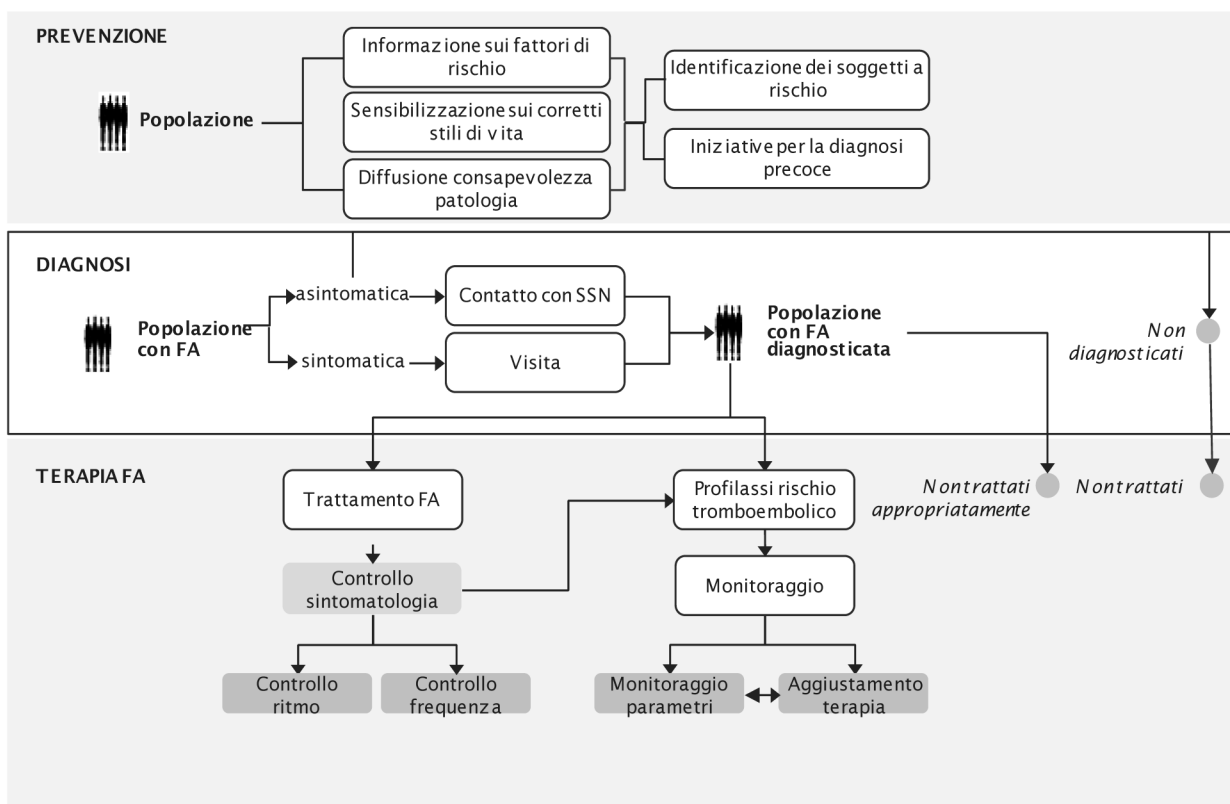 PREVENZIONE
Popolazione
Informazione sui fattori di
rischio
Sensibilizzazione sui corretti
stili di vita
Diffusione consapevolezza
patologia
Identificazione dei soggetti a
rischio
Iniziative per la diagnosi
precoce
DIAGNOSI
Popolazione
con FA
asintomatica
sintomatica
Contatto con SSN
Visita
Popolazione
con FA
diagnosticata
Non
diagnosticati
TERAPIA FA
Trattamento FA
Profilassi rischio
tromboembolico
Non trattati
appropriatamente
Non trattati
Controllo
sintomatologia
Monitoraggio
Controllo
ritmo
Controllo
frequenza
Monitoraggio
parametri
Aggiustamento
terapia